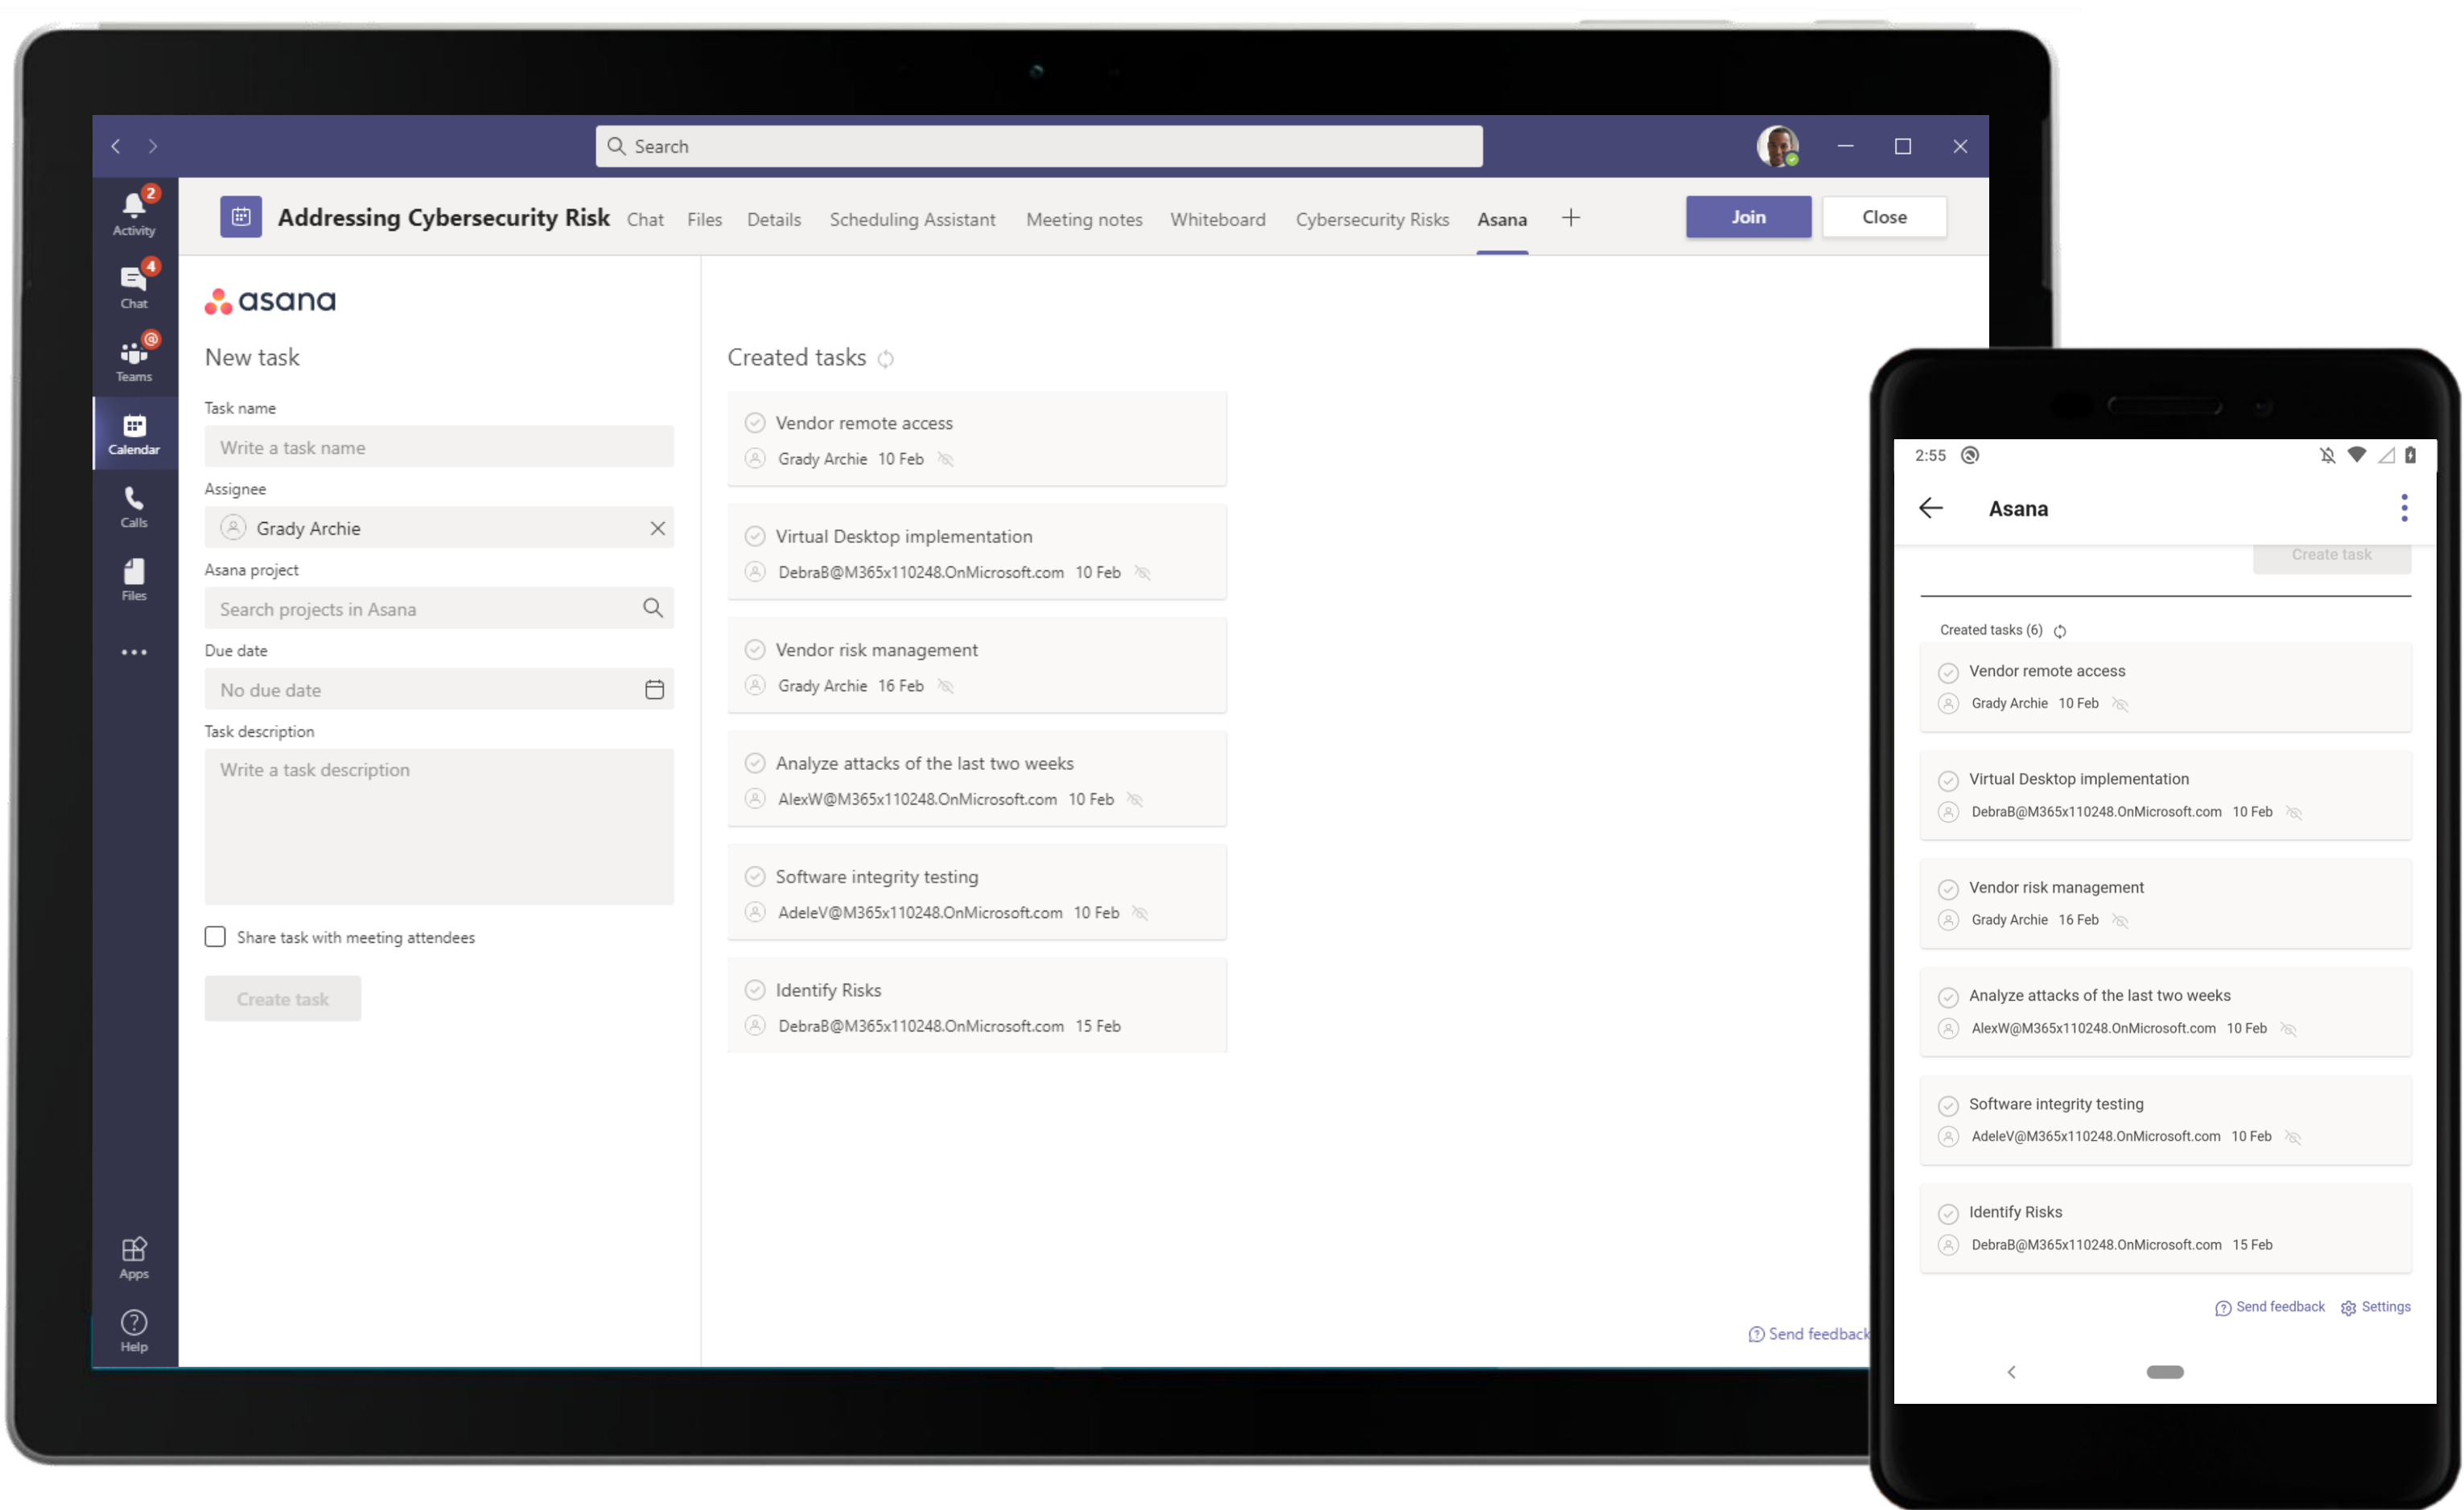 Search
2
Activity
4
Chat
@
Teams
Calendar
Calls
Files
Apps
Help
Addressing Cybersecurity Risk Chat Files Details Scheduling Assistant Meeting notes Whiteboard Cybersecurity Risks Asana + Join Close
asana
New task
Task name
Write a task name
Assignee
Grady Archie
Asana project
Search projects in Asana
Due date
No due date
Task description
Write a task description
Share task with meeting attendees
Create task
Created tasks
Vendor remote access
Grady Archie 10 Feb
Virtual Desktop implementation
DebraB@M365x110248.OnMicrosoft.com 10 Feb
Vendor risk management
Grady Archie 16 Feb
Analyze attacks of the last two weeks
AlexW@M365x110248.OnMicrosoft.com 10 Feb
Software integrity testing
AdeleV@M365x110248.OnMicrosoft.com 10 Feb
Identify Risks
DebraB@M365x110248.OnMicrosoft.com 15 Feb
Send feedback
2:55
Asana
Create task
Created tasks (6)
Vendor remote access
Grady Archie 10 Feb
Virtual Desktop implementation
DebraB@M365x110248.OnMicrosoft.com 10 Feb
Vendor risk management
Grady Archie 16 Feb
Analyze attacks of the last two weeks
AlexW@M365x110248.OnMicrosoft.com 10 Feb
Software integrity testing
AdeleV@M365x110248.OnMicrosoft.com 10 Feb
Identify Risks
DebraB@M365x110248.OnMicrosoft.com 15 Feb
Send feedback Settings